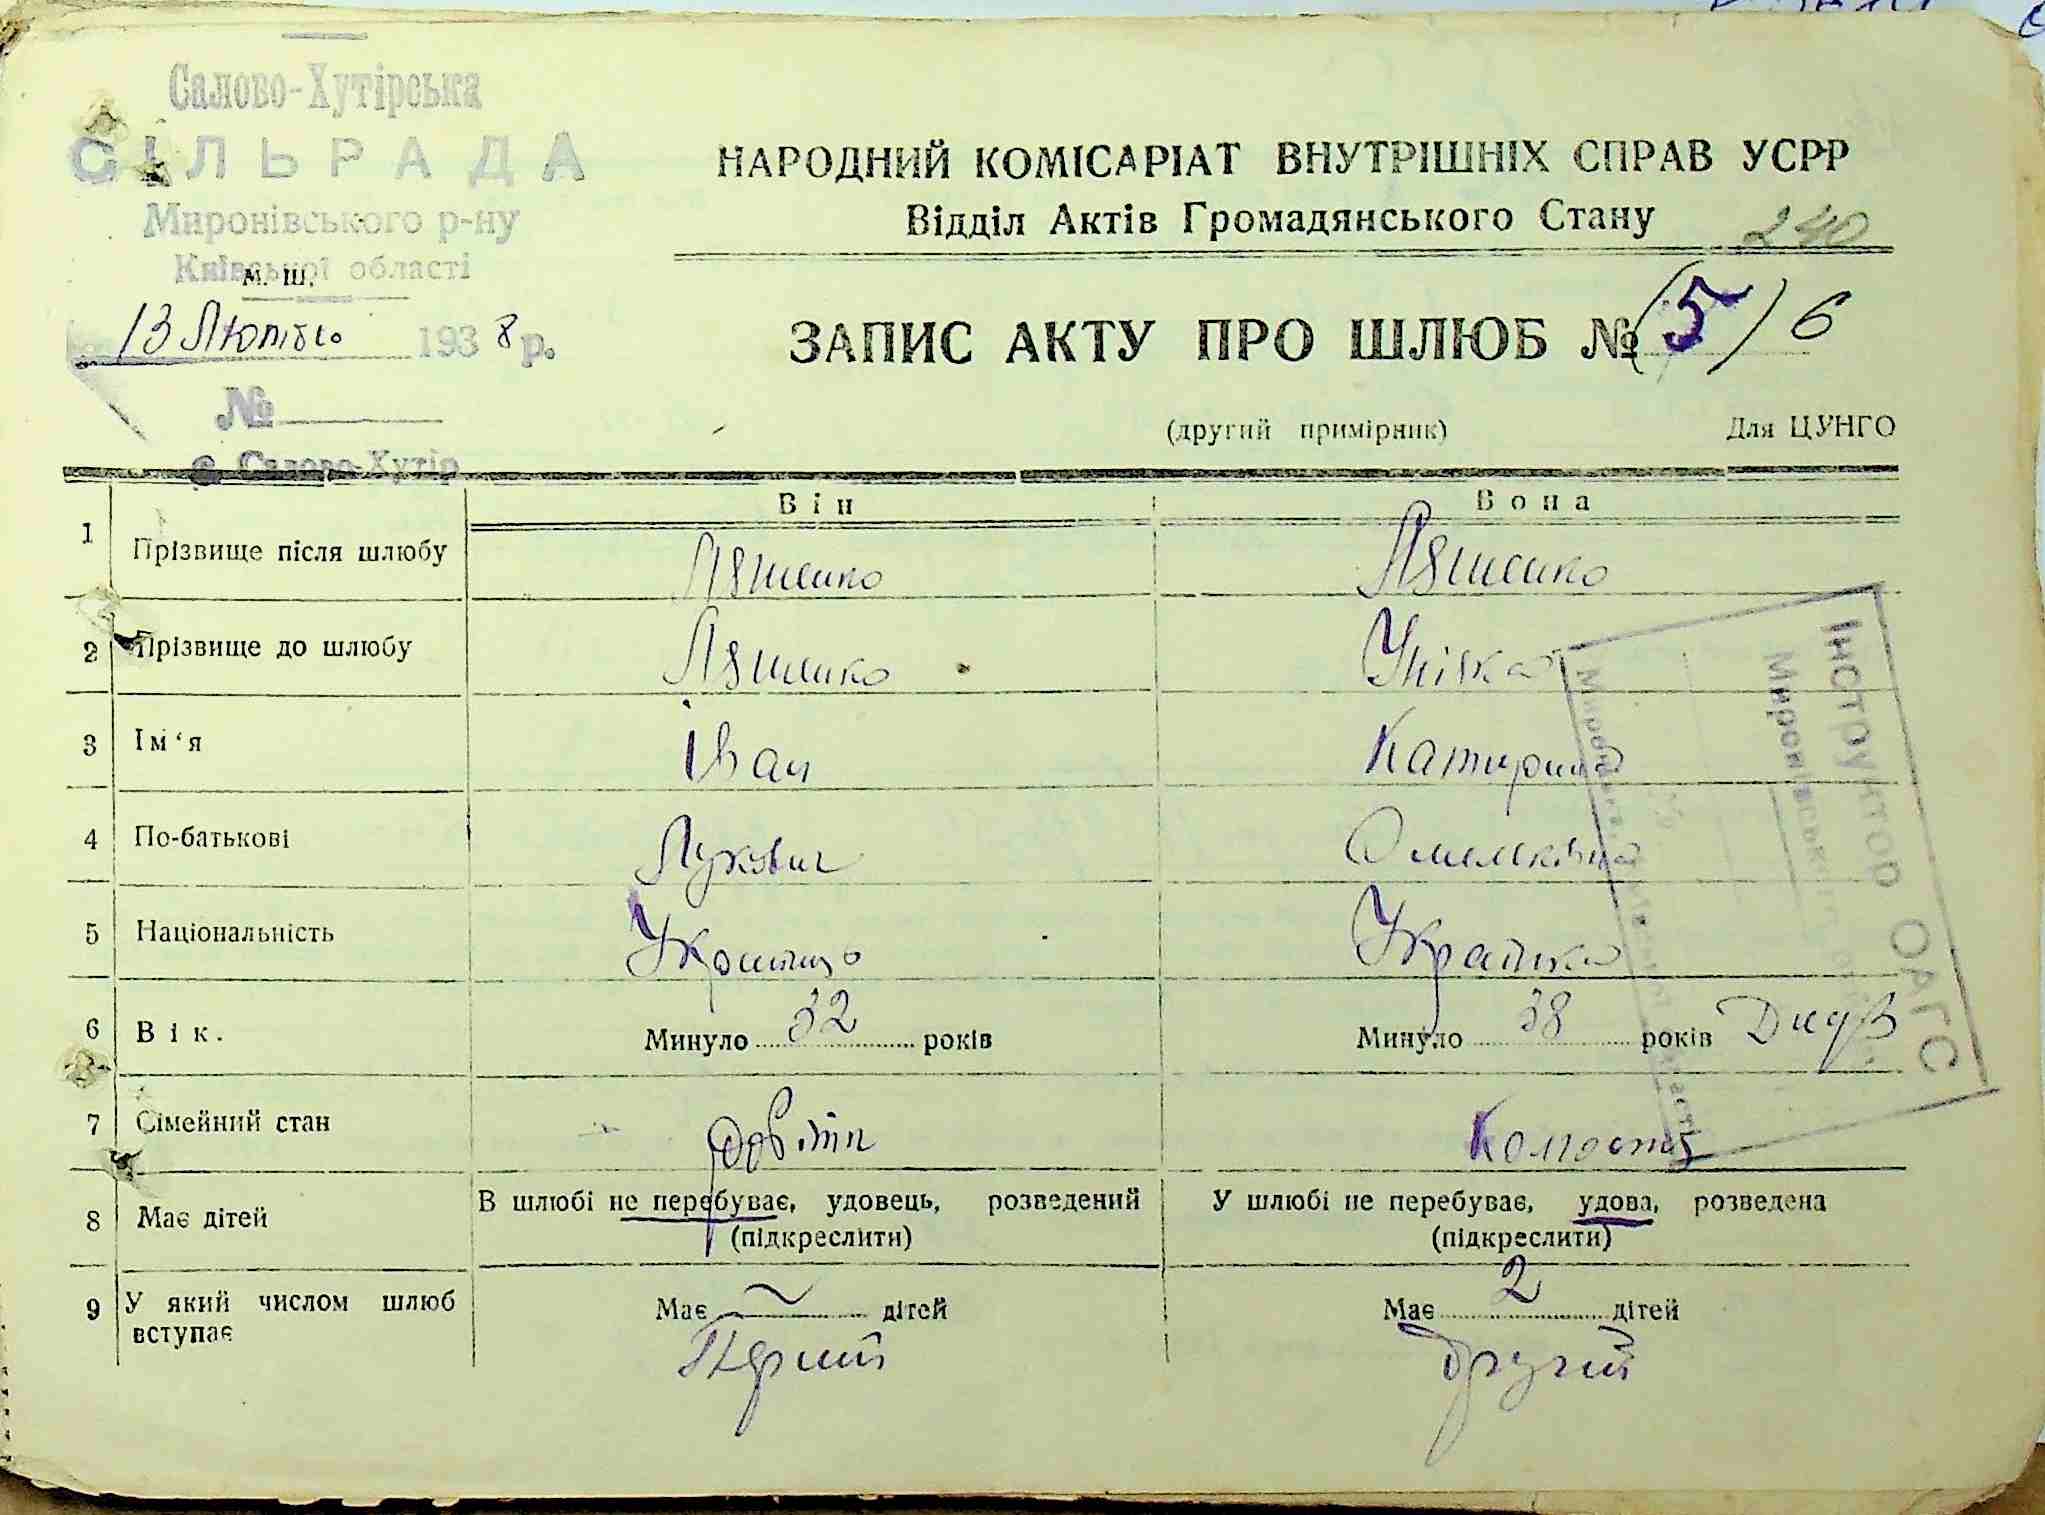 Салово-Хутірська
СІЛЬРАДА
Миронівського р-ну
Київської області
М. Ш.
13 Лютого 1938 р.
№
с. Салово-Хутір
НАРОДНИЙ КОМІСАРІАТ ВНУТРІШНІХ СПРАВ УСРР
Відділ Актів Громадянського Стану
240
ЗАПИС АКТУ ПРО ШЛЮБ № (5) 6
(другий примірник) Для ЦУНГО
Він Вона
1 Прізвище після шлюбу Ляшенко Ляшенко
2 Прізвище до шлюбу Ляшенко
3 Ім‘я Іван Катирина
4 По-батькові Лукович
5 Національність Українць Украінка
6 Вік. Минуло 32 років Минуло 38 років
7 Сімейний стан
8 Має дітей В шлюбі не перебуває, удовець, розведений У шлюбі не перебуває, удова, розведена
(підкреслити) (підкреслити)
9 У який числом шлюб Має дітей Має 2 дітей
вступає Перший Другий
Інструктор ОАГС